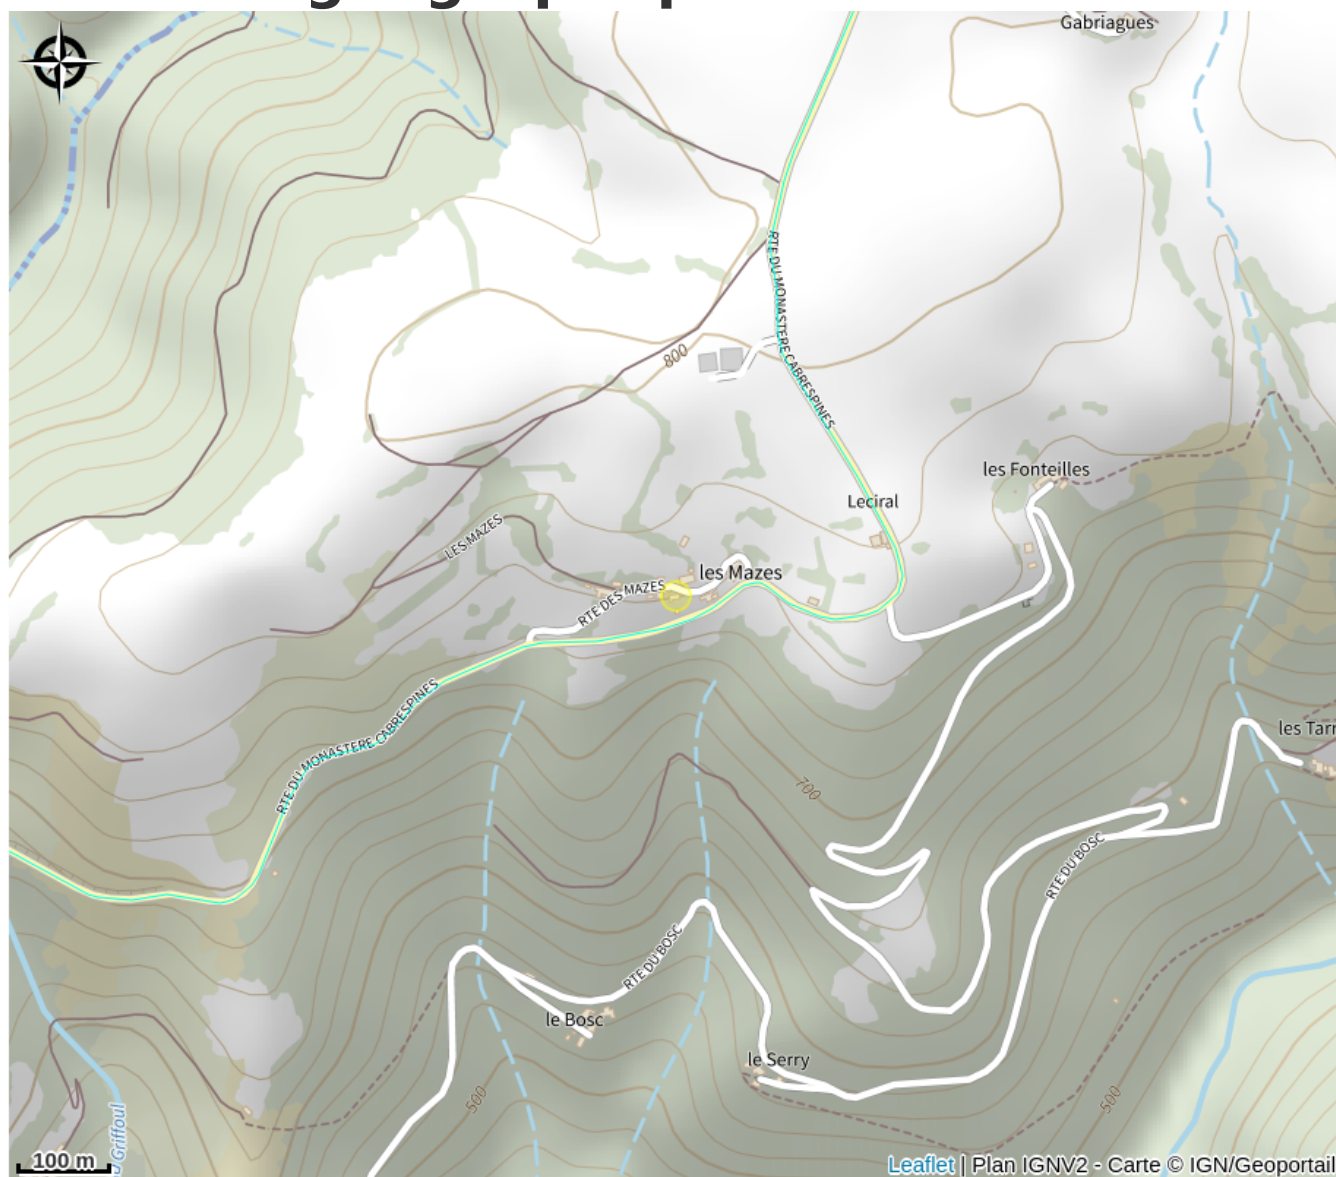 Gabriagues
RTE DU MONASTERE CABRESPINES
800
les Fonteilles
Leciral
LES MAZES
les Mazes
RTE DES MAZES
RTE DU MONASTERE CABRESPINES
les Tarr
700
RTE DU BOSC
RTE DU BOSC
le Bosc
le Serry
500
500
Griffoul
100 m
Leaflet | Plan IGNV2 - Carte © IGN/Geoportail